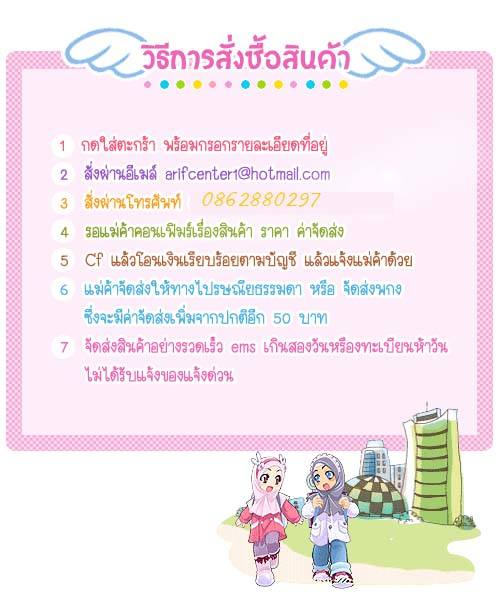 วิธีการสั่งซื้อสินค้า
1 กดใส่ตะกร้า พร้อมกรอกรายละเอียดที่อยู่
2 สั่งผ่านอีเมล์ arifcenter1@hotmail.com
3 สั่งผ่านโทรศัพท์ 0862880297
4 รอแม่ค้าคอนเฟิมร์เรื่องสินค้า ราคา ค่าจัดส่ง
5 Cf แล้วโอนเงินเรียบร้อยตามบัญชี แล้วแจ้งแม่ค้าด้วย
6 แม่ค้าจัดส่งให้ทางไปรษณียธรรมดา หรือ จัดส่งพกง
ซึ่งจะมีค่าจัดส่งเพิ่มจากปกติอีก 50 บาท
7 จัดส่งสินค้าอย่างรวดเร็ว ems เกินสองวันหรือลงทะเบียนห้าวัน
ไม่ได้รับแจ้งของแจ้งด่วน